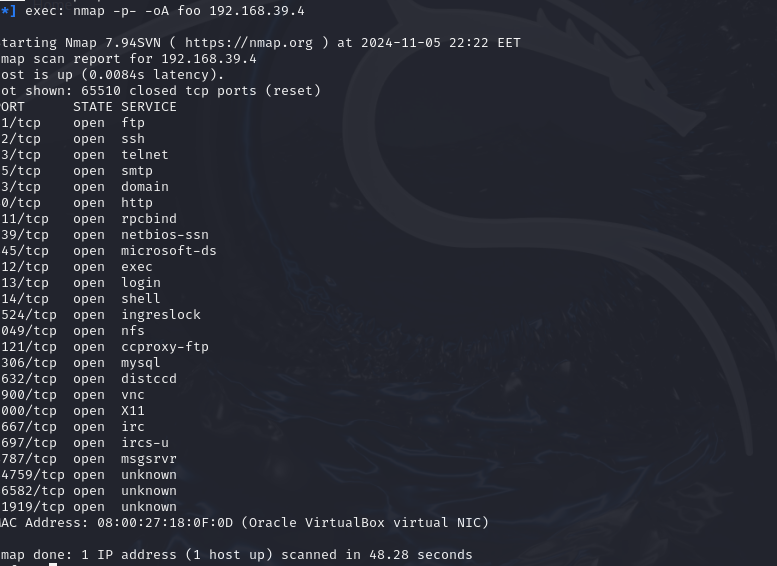 *] exec: nmap -p- -oA foo 192.168.39.4
tarting Nmap 7.94SVN ( https://nmap.org ) at 2024-11-05 22:22 EET
map scan report for 192.168.39.4
ost is up (0.0084s latency).
ot shown: 65510 closed tcp ports (reset)
ORT STATE SERVICE
1/tcp open ftp
2/tcp open ssh
3/tcp open telnet
5/tcp open smtp
3/tcp open domain
0/tcp open http
11/tcp open rpcbind
39/tcp open netbios-ssn
45/tcp open microsoft-ds
12/tcp open exec
13/tcp open login
14/tcp open shell
524/tcp open ingreslock
049/tcp open nfs
121/tcp open ccproxy-ftp
306/tcp open mysql
632/tcp open distccd
900/tcp open vnc
000/tcp open X11
667/tcp open irc
697/tcp open ircs-u
787/tcp open msgsrvr
4759/tcp open unknown
6582/tcp open unknown
1919/tcp open unknown
AC Address: 08:00:27:18:0F:0D (Oracle VirtualBox virtual NIC)
map done: 1 IP address (1 host up) scanned in 48.28 seconds